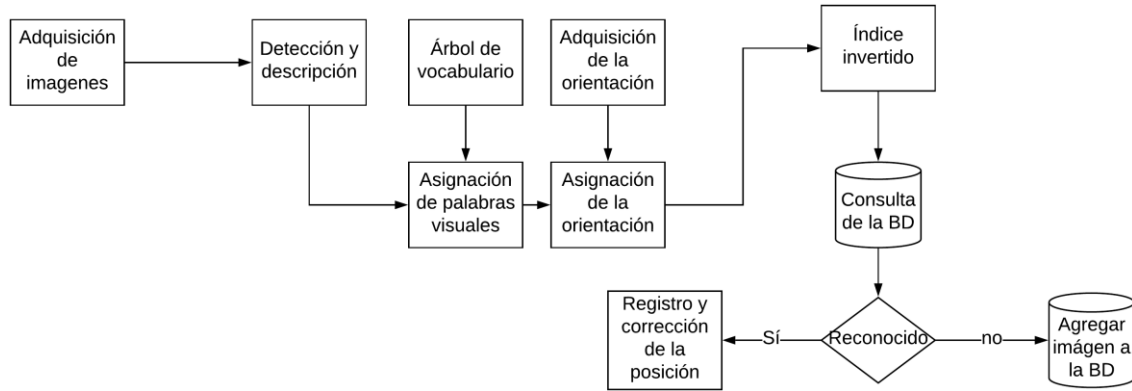 Adquisición
de
imagenes
Detección y
descripción
Árbol de
vocabulario
Adquisición
de la
orientación
Índice
invertido
Asignación
de palabras
visuales
Asignación
de la
orientación
Consulta
de la BD
Registro y
corrección
de la
posición
Sí
Reconocido
no
Agregar
imágen a
la BD